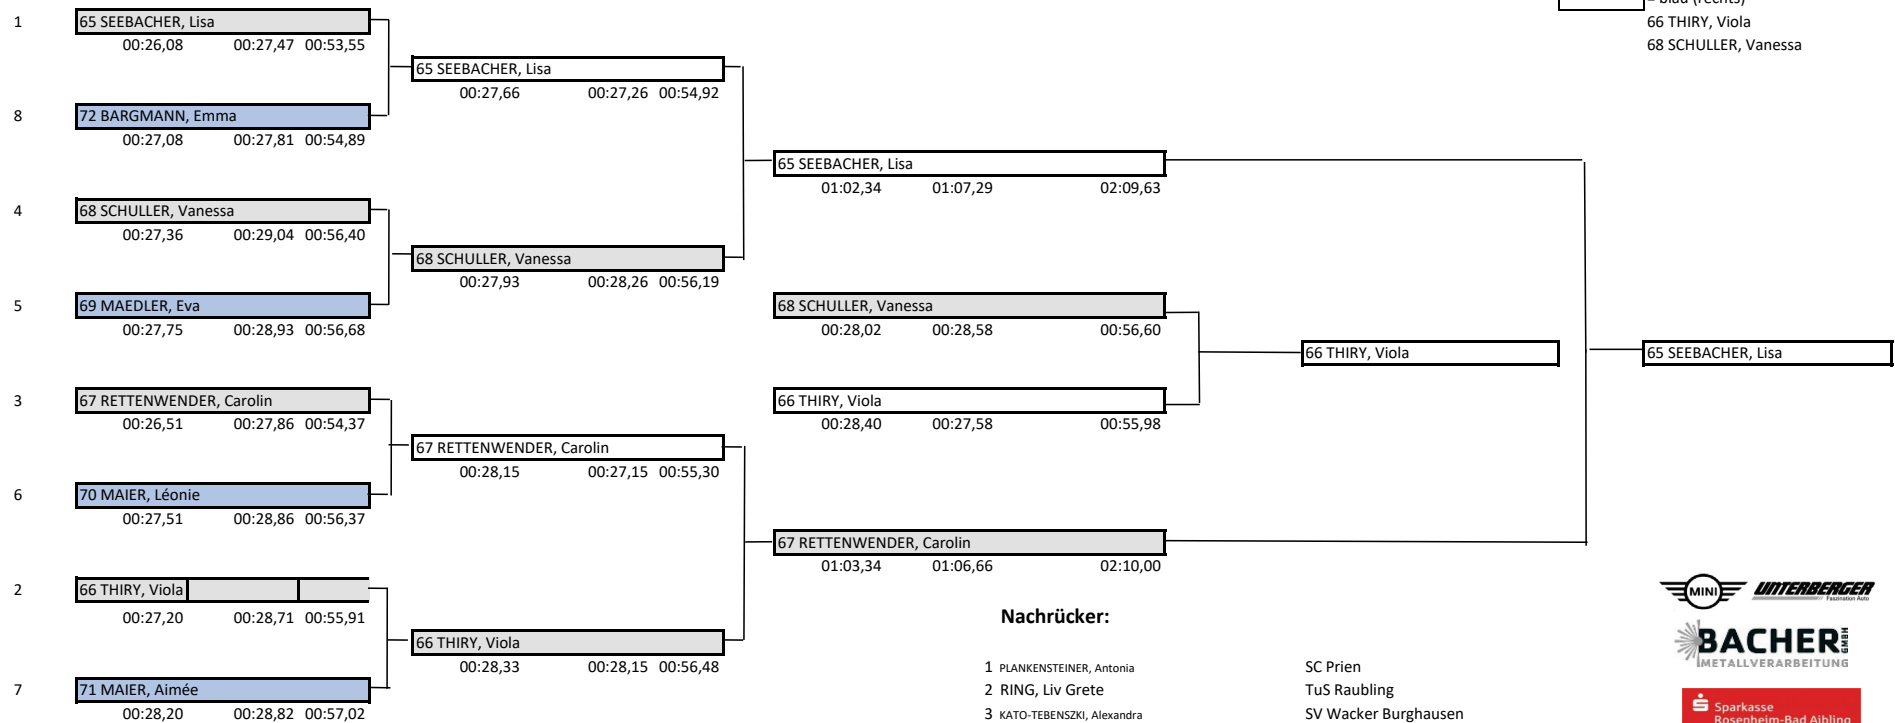 = blau (rechts)
66 THIRY, Viola
68 SCHULLER, Vanessa
1 65 SEEBACHER, Lisa
00:26,08 00:27,47 00:53,55
8 72 BARGMANN, Emma
00:27,08 00:27,81 00:54,89
4 68 SCHULLER, Vanessa
00:27,36 00:29,04 00:56,40
5 69 MAEDLER, Eva
00:27,75 00:28,93 00:56,68
3 67 RETTENWENDER, Carolin
00:26,51 00:27,86 00:54,37
6 70 MAIER, Léonie
00:27,51 00:28,86 00:56,37
2 66 THIRY, Viola
00:27,20 00:28,71 00:55,91
7 71 MAIER, Aimée
00:28,20 00:28,82 00:57,02
65 SEEBACHER, Lisa
00:27,66 00:27,26 00:54,92
68 SCHULLER, Vanessa
00:27,93 00:28,26 00:56,19
67 RETTENWENDER, Carolin
00:28,15 00:27,15 00:55,30
66 THIRY, Viola
00:28,33 00:28,15 00:56,48
65 SEEBACHER, Lisa
01:02,34 01:07,29 02:09,63
68 SCHULLER, Vanessa
00:28,02 00:28,58 00:56,60
66 THIRY, Viola
00:28,40 00:27,58 00:55,98
67 RETTENWENDER, Carolin
01:03,34 01:06,66 02:10,00
66 THIRY, Viola
65 SEEBACHER, Lisa
Nachrücker:
1 PLANKENSTEINER, Antonia SC Prien
2 RING, Liv Grete TuS Raubling
3 KATO-TEBENSZKI, Alexandra SV Wacker Burghausen
MINI UNTERBERGER
Faszination Auto
BACHER GMBH
METALLVERARBEITUNG
Sparkasse
Rosenheim-Bad Aibling